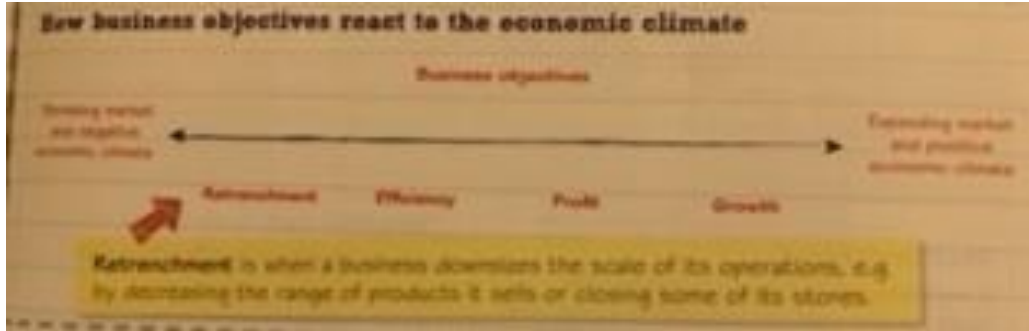 How business objectives react to the economic climate
Business objectives
Shrinking market
and negative
economic climate
Expanding market
and positive
economic climate
Retrenchment Efficiency Profit Growth
Retrenchment is when a business downsizes the scale of its operations, e.g.
by decreasing the range of products it sells or closing some of its stores.